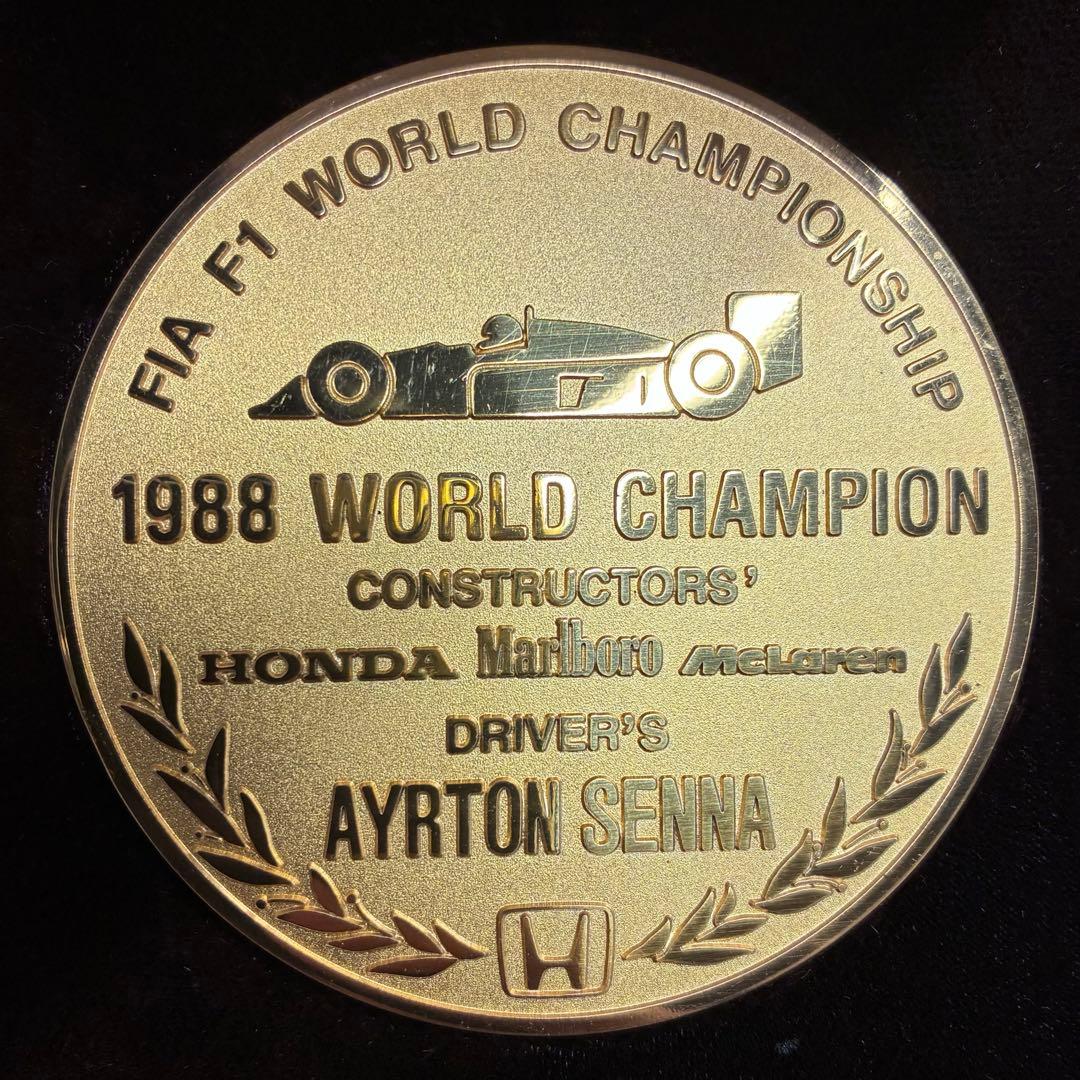 FIA F1 WORLD CHAMPIONSHIP
1988 WORLD CHAMPION
CONSTRUCTORS'
HONDA Marlboro McLaren
DRIVER'S
AYRTON SENNA